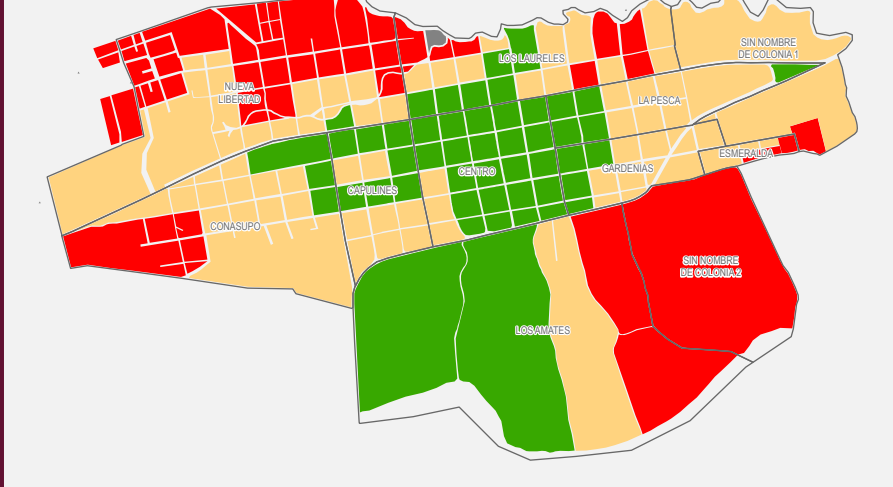 SIN NOMBRE
DE COLONIA 1
LOS LAURELES
NUEVA
LIBERTAD
LA PESCA
ESMERALDA
CENTRO
GARDENIAS
CAPULINES
CONASUPO
SIN NOMBRE
DE COLONIA 2
LOS AMATES